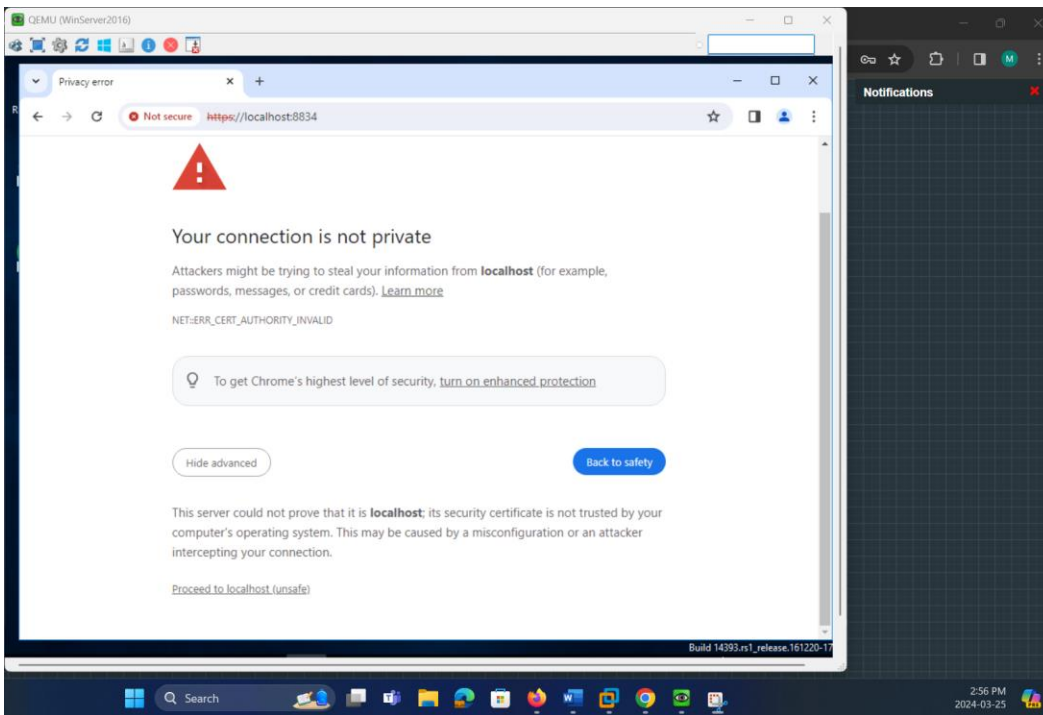 QEMU (WinServer2016)
Privacy error
Not secure https://localhost:8834
M
Notifications
R
Your connection is not private
Attackers might be trying to steal your information from localhost (for example,
passwords, messages, or credit cards). Learn more
NET::ERR_CERT_AUTHORITY_INVALID
To get Chrome's highest level of security, turn on enhanced protection
Hide advanced
Back to safety
This server could not prove that it is localhost; its security certificate is not trusted by your
computer's operating system. This may be caused by a misconfiguration or an attacker
intercepting your connection.
Proceed to localhost (unsafe)
Build 14393.rs1_release.161220-17
Search
2:56 PM
2024-03-25